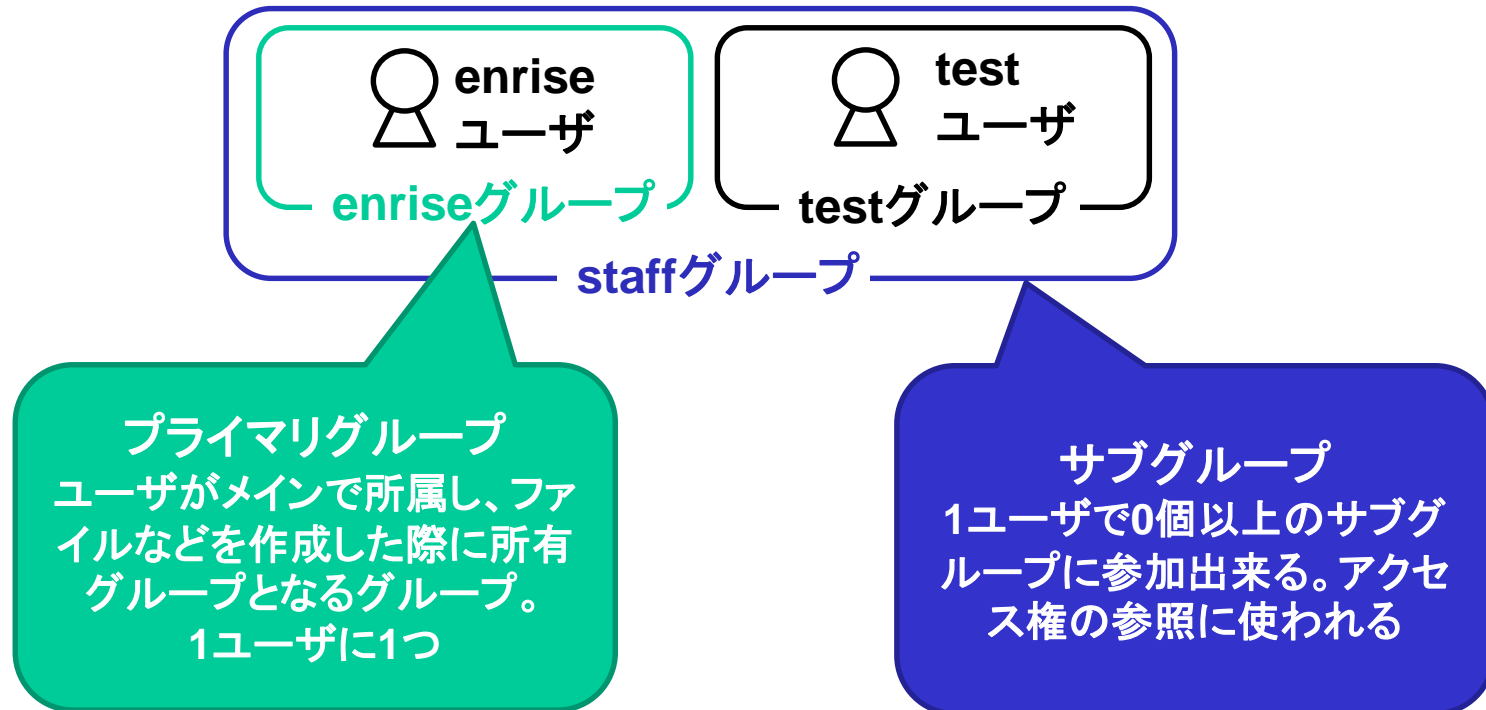 enrise
ユーザ
test
ユーザ
enriseグループ
testグループ
staffグループ
プライマリグループ
ユーザがメインで所属し、ファ
イルなどを作成した際に所有
グループとなるグループ。
1ユーザに1つ
サブグループ
1ユーザで0個以上のサブグ
ループに参加出来る。アクセ
ス権の参照に使われる